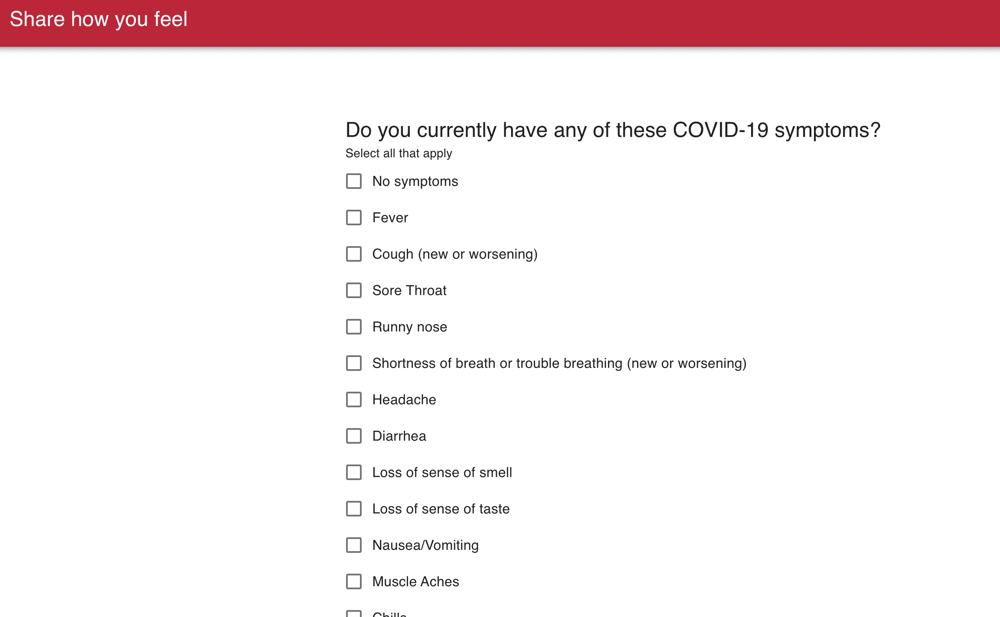 Share how you feel
Do you currently have any of these COVID-19 symptoms?
Select all that apply
No symptoms
Fever
Cough (new or worsening)
Sore Throat
Runny nose
Shortness of breath or trouble breathing (new or worsening)
Headache
Diarrhea
Loss of sense of smell
Loss of sense of taste
Nausea/Vomiting
Muscle Aches
Chills